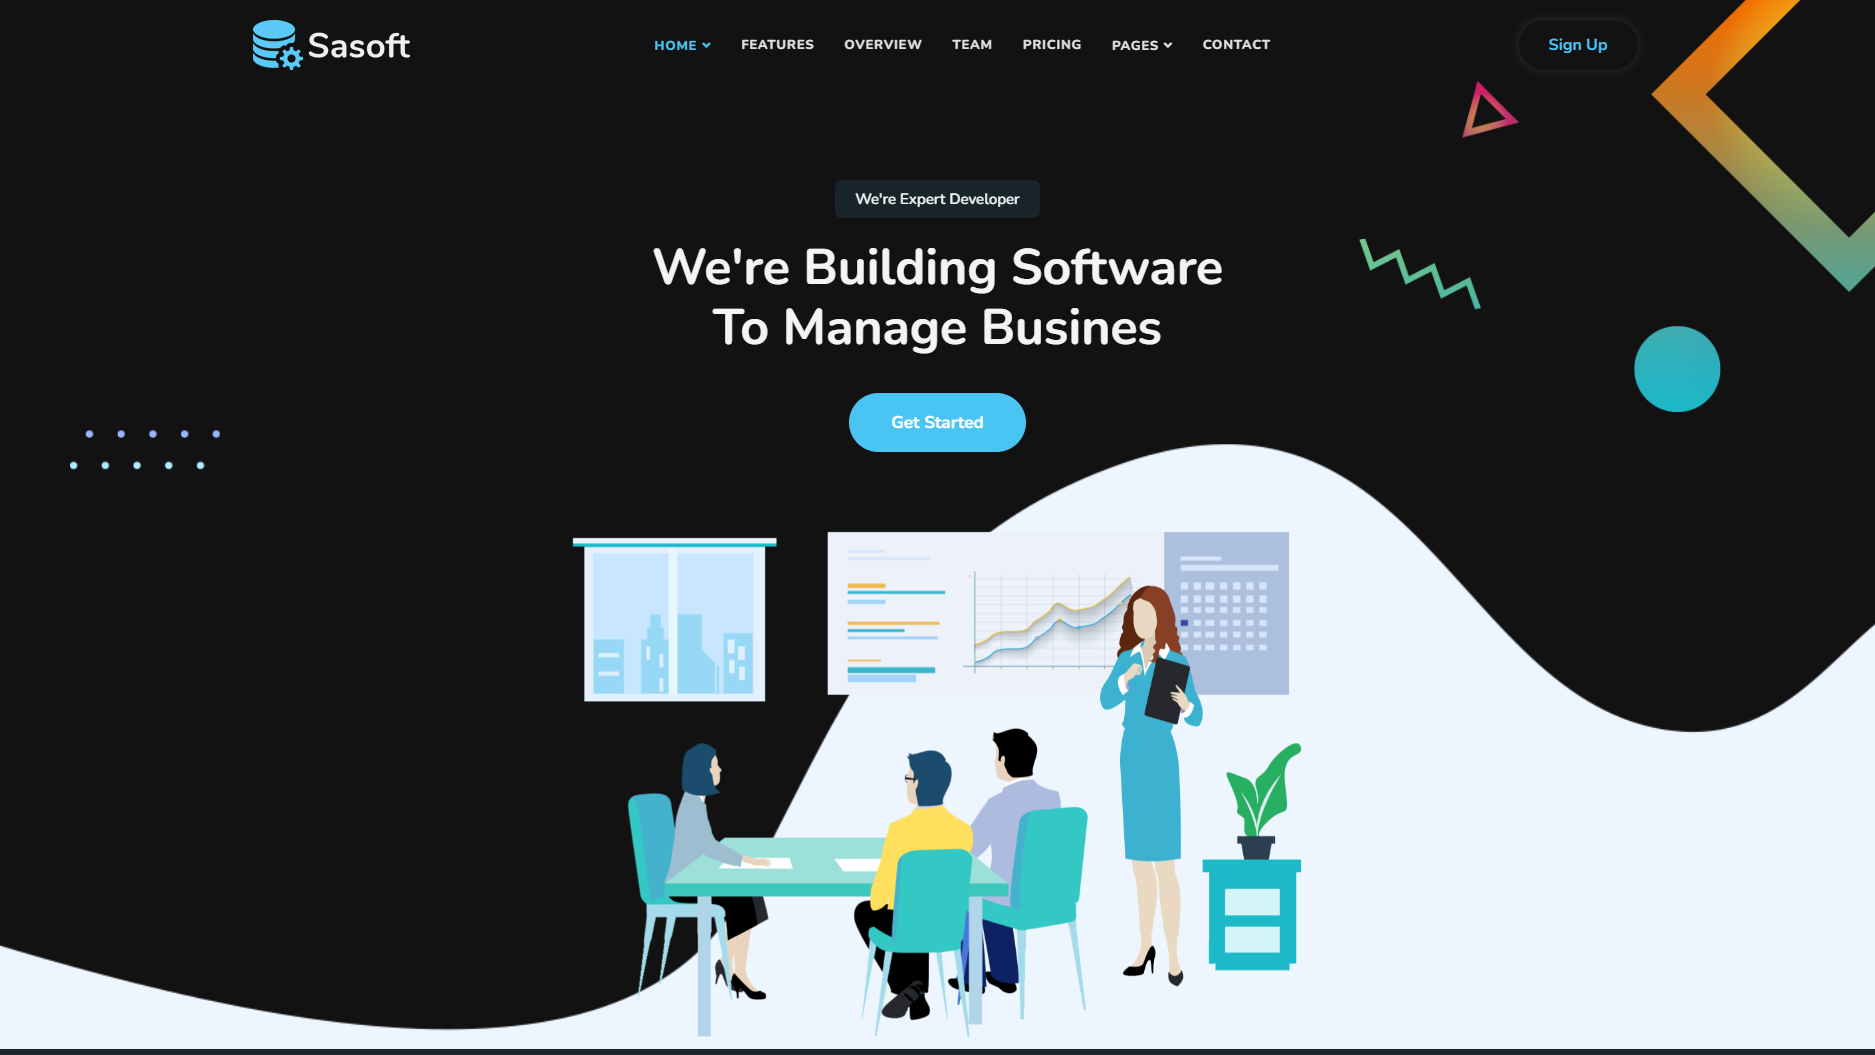 Sasoft
HOME
FEATURES
OVERVIEW
TEAM
PRICING
PAGES
CONTACT
Sign Up
We're Expert Developer
We're Building Software
To Manage Busines
Get Started